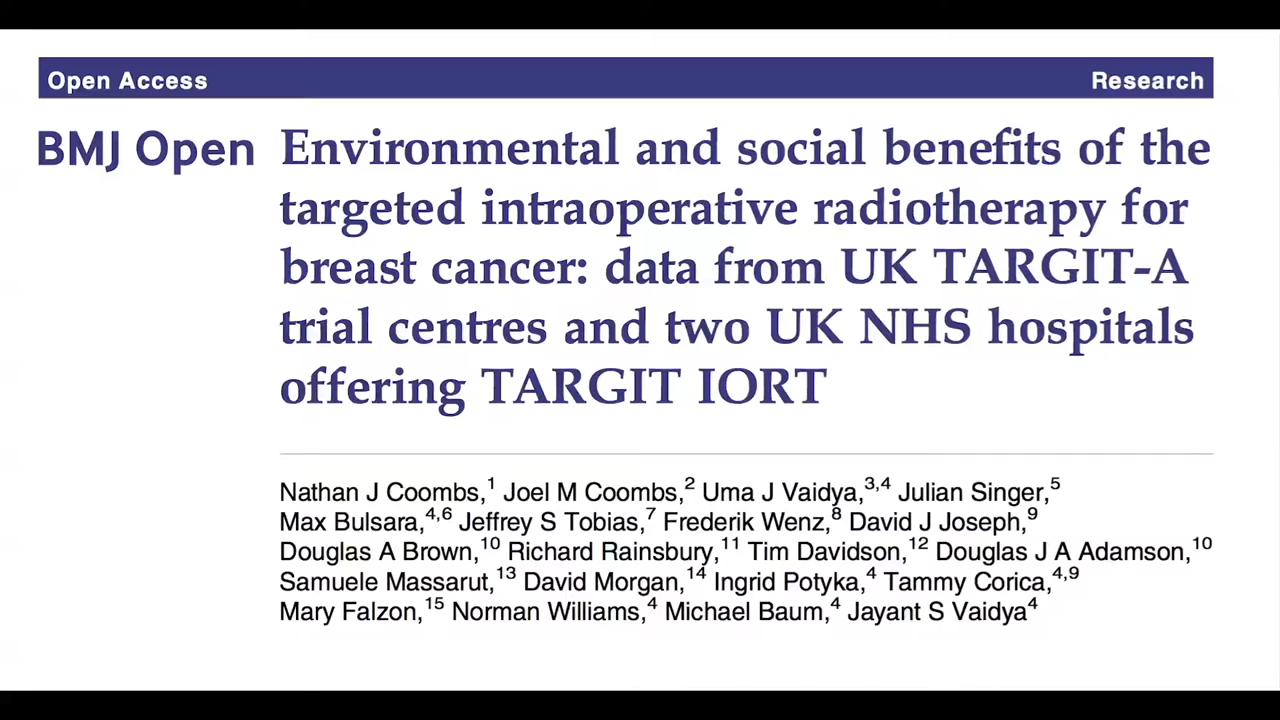 Open Access Research
BMJ Open Environmental and social benefits of the
targeted intraoperative radiotherapy for
breast cancer: data from UK TARGIT-A
trial centres and two UK NHS hospitals
offering TARGIT IORT
Nathan J Coombs,1 Joel M Coombs,2 Uma J Vaidya,3,4 Julian Singer,5
Max Bulsara,4,6 Jeffrey S Tobias,7 Frederik Wenz,8 David J Joseph,9
Douglas A Brown,10 Richard Rainsbury,11 Tim Davidson,12 Douglas J A Adamson,10
Samuele Massarut,13 David Morgan,14 Ingrid Potyka,4 Tammy Corica,4,9
Mary Falzon,15 Norman Williams,4 Michael Baum,4 Jayant S Vaidya4